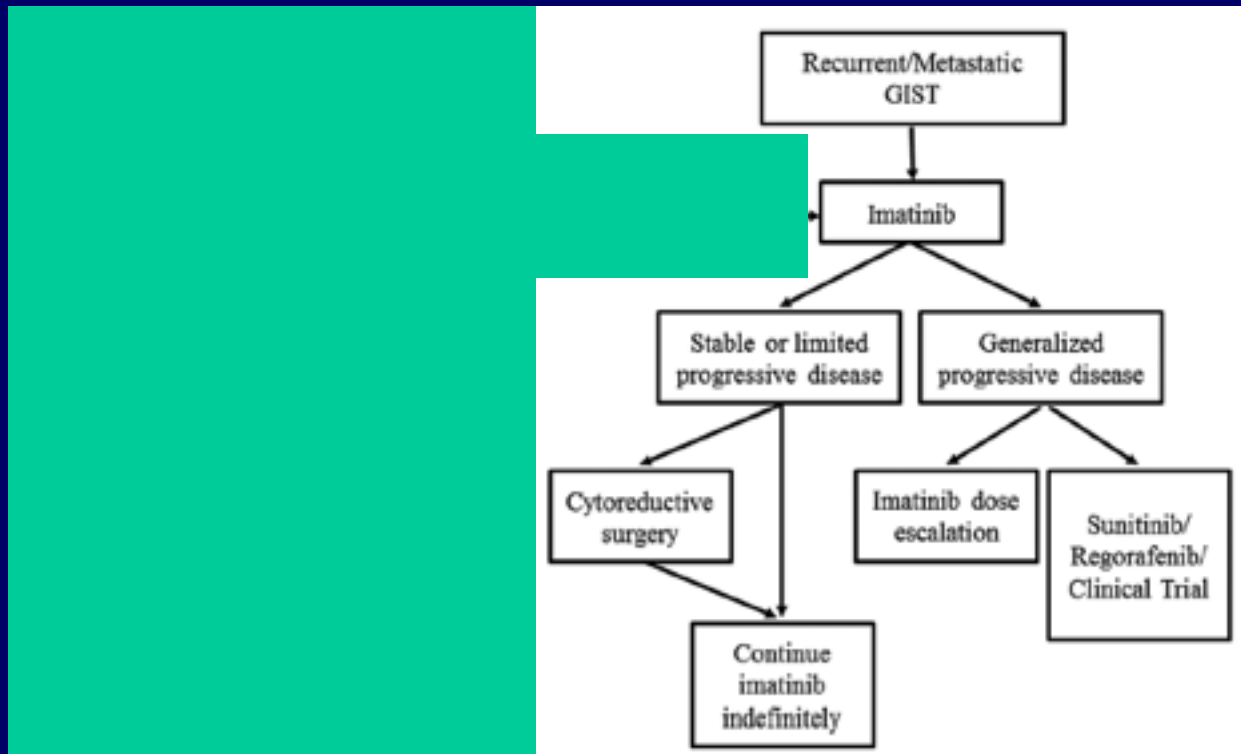 Recurrent/Metastatic
GIST
Imatinib
Stable or limited
progressive disease
Generalized
progressive disease
Cytoreductive
surgery
Imatinib dose
escalation
Sunitinib/
Regorafenib/
Clinical Trial
Continue
imatinib
indefinitely